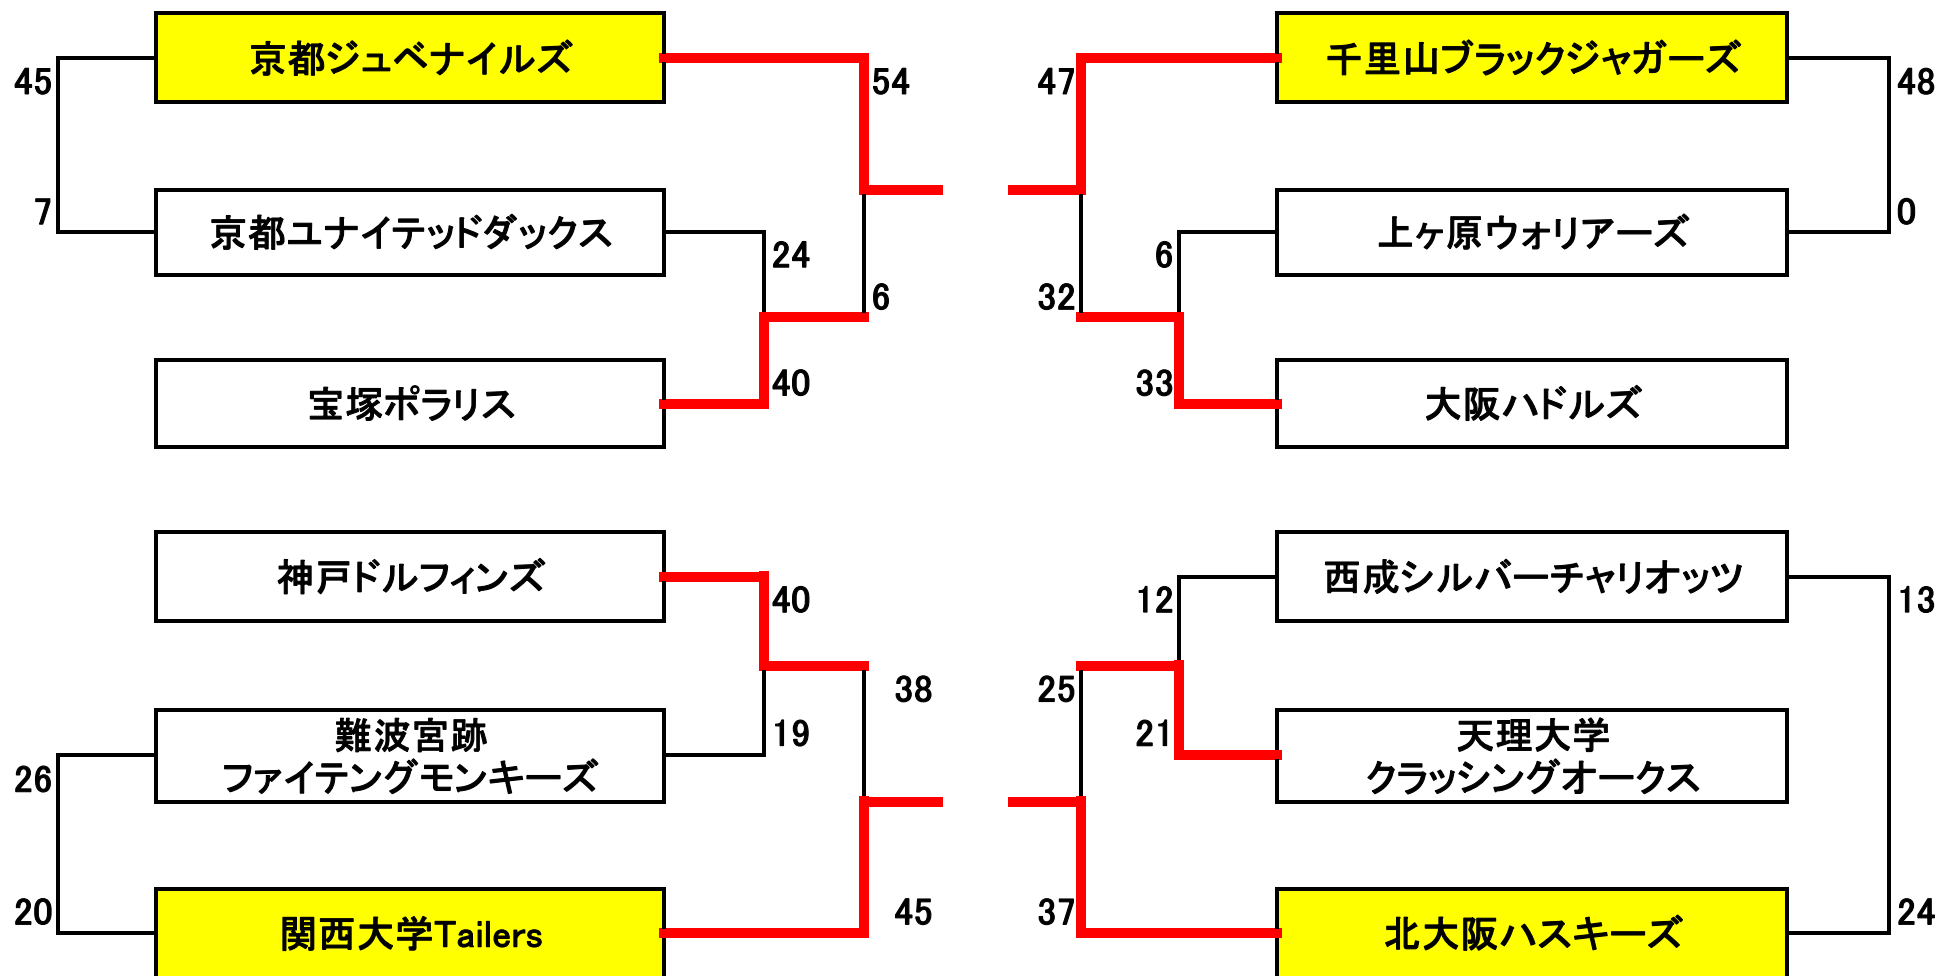 京都ジュベナイルズ
千里山ブラックジャガーズ
45
54
47
48
7
京都ユナイテッドダックス
上ヶ原ウォリアーズ
0
24
6
6
32
40
33
宝塚ポラリス
大阪ハドルズ
神戸ドルフィンズ
西成シルバーチャリオッツ
40
12
13
38
25
19
21
難波宮跡
ファイテングモンキーズ
天理大学
クラッシングオークス
26
20
45
37
24
関西大学Tailers
北大阪ハスキーズ